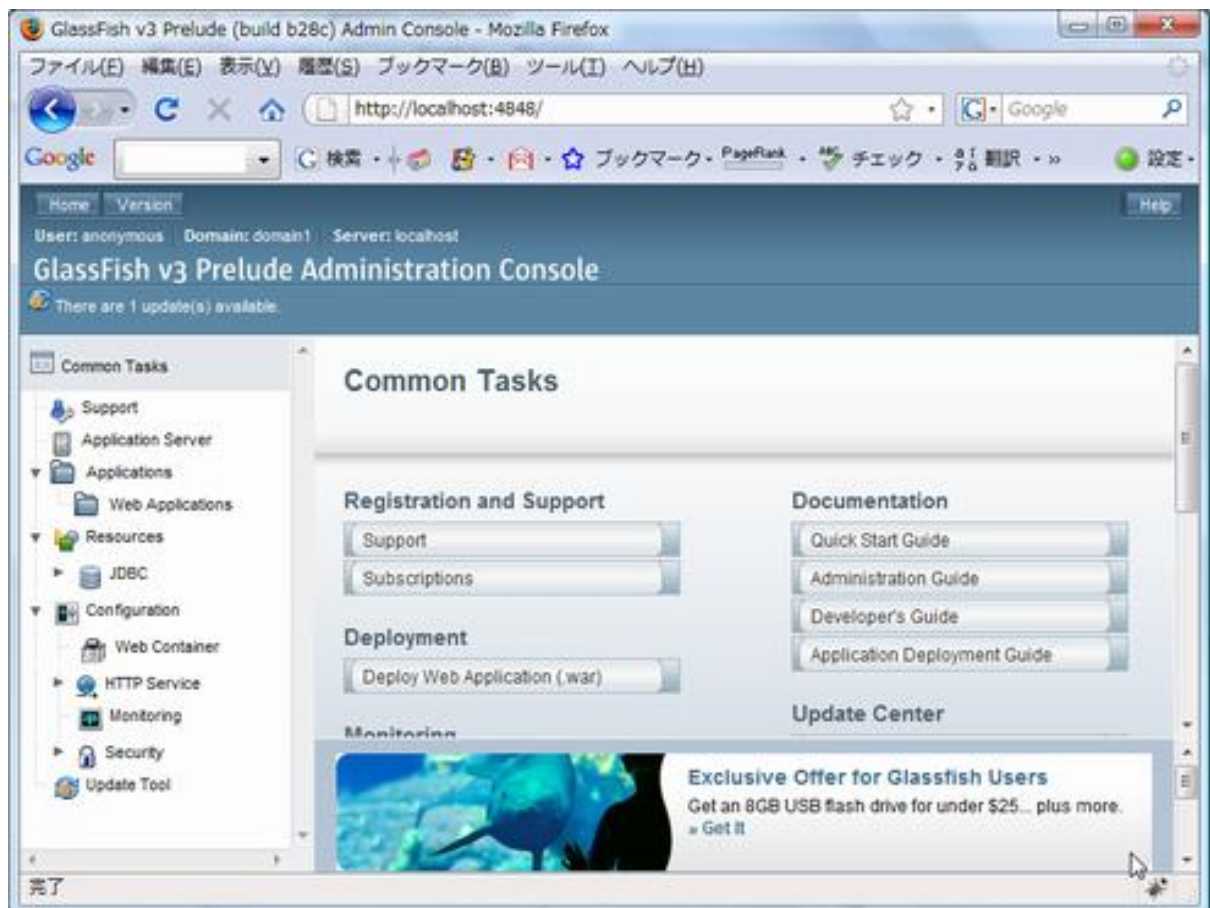 GlassFish v3 Prelude (build b28c) Admin Console - Mozilla Firefox
ファイル(F) 編集(E) 表示(V) 履歴(S) ブックマーク(B) ツール(T) ヘルプ(H)
http://localhost:4848/ Google
Google 検索 ブックマーク PageRank チェック 翻訳 » 設定
Home Version Help
User: anonymous Domain: domain1 Server: localhost
GlassFish v3 Prelude Administration Console
There are 1 update(s) available.
Common Tasks
Support
Application Server
Applications
Web Applications
Resources
JDBC
Configuration
Web Container
HTTP Service
Monitoring
Security
Update Tool
Common Tasks
Registration and Support
Support
Subscriptions
Deployment
Deploy Web Application (.war)
Monitoring
Documentation
Quick Start Guide
Administration Guide
Developer's Guide
Application Deployment Guide
Update Center
Exclusive Offer for Glassfish Users
Get an 8GB USB flash drive for under $25... plus more.
» Get It
完了